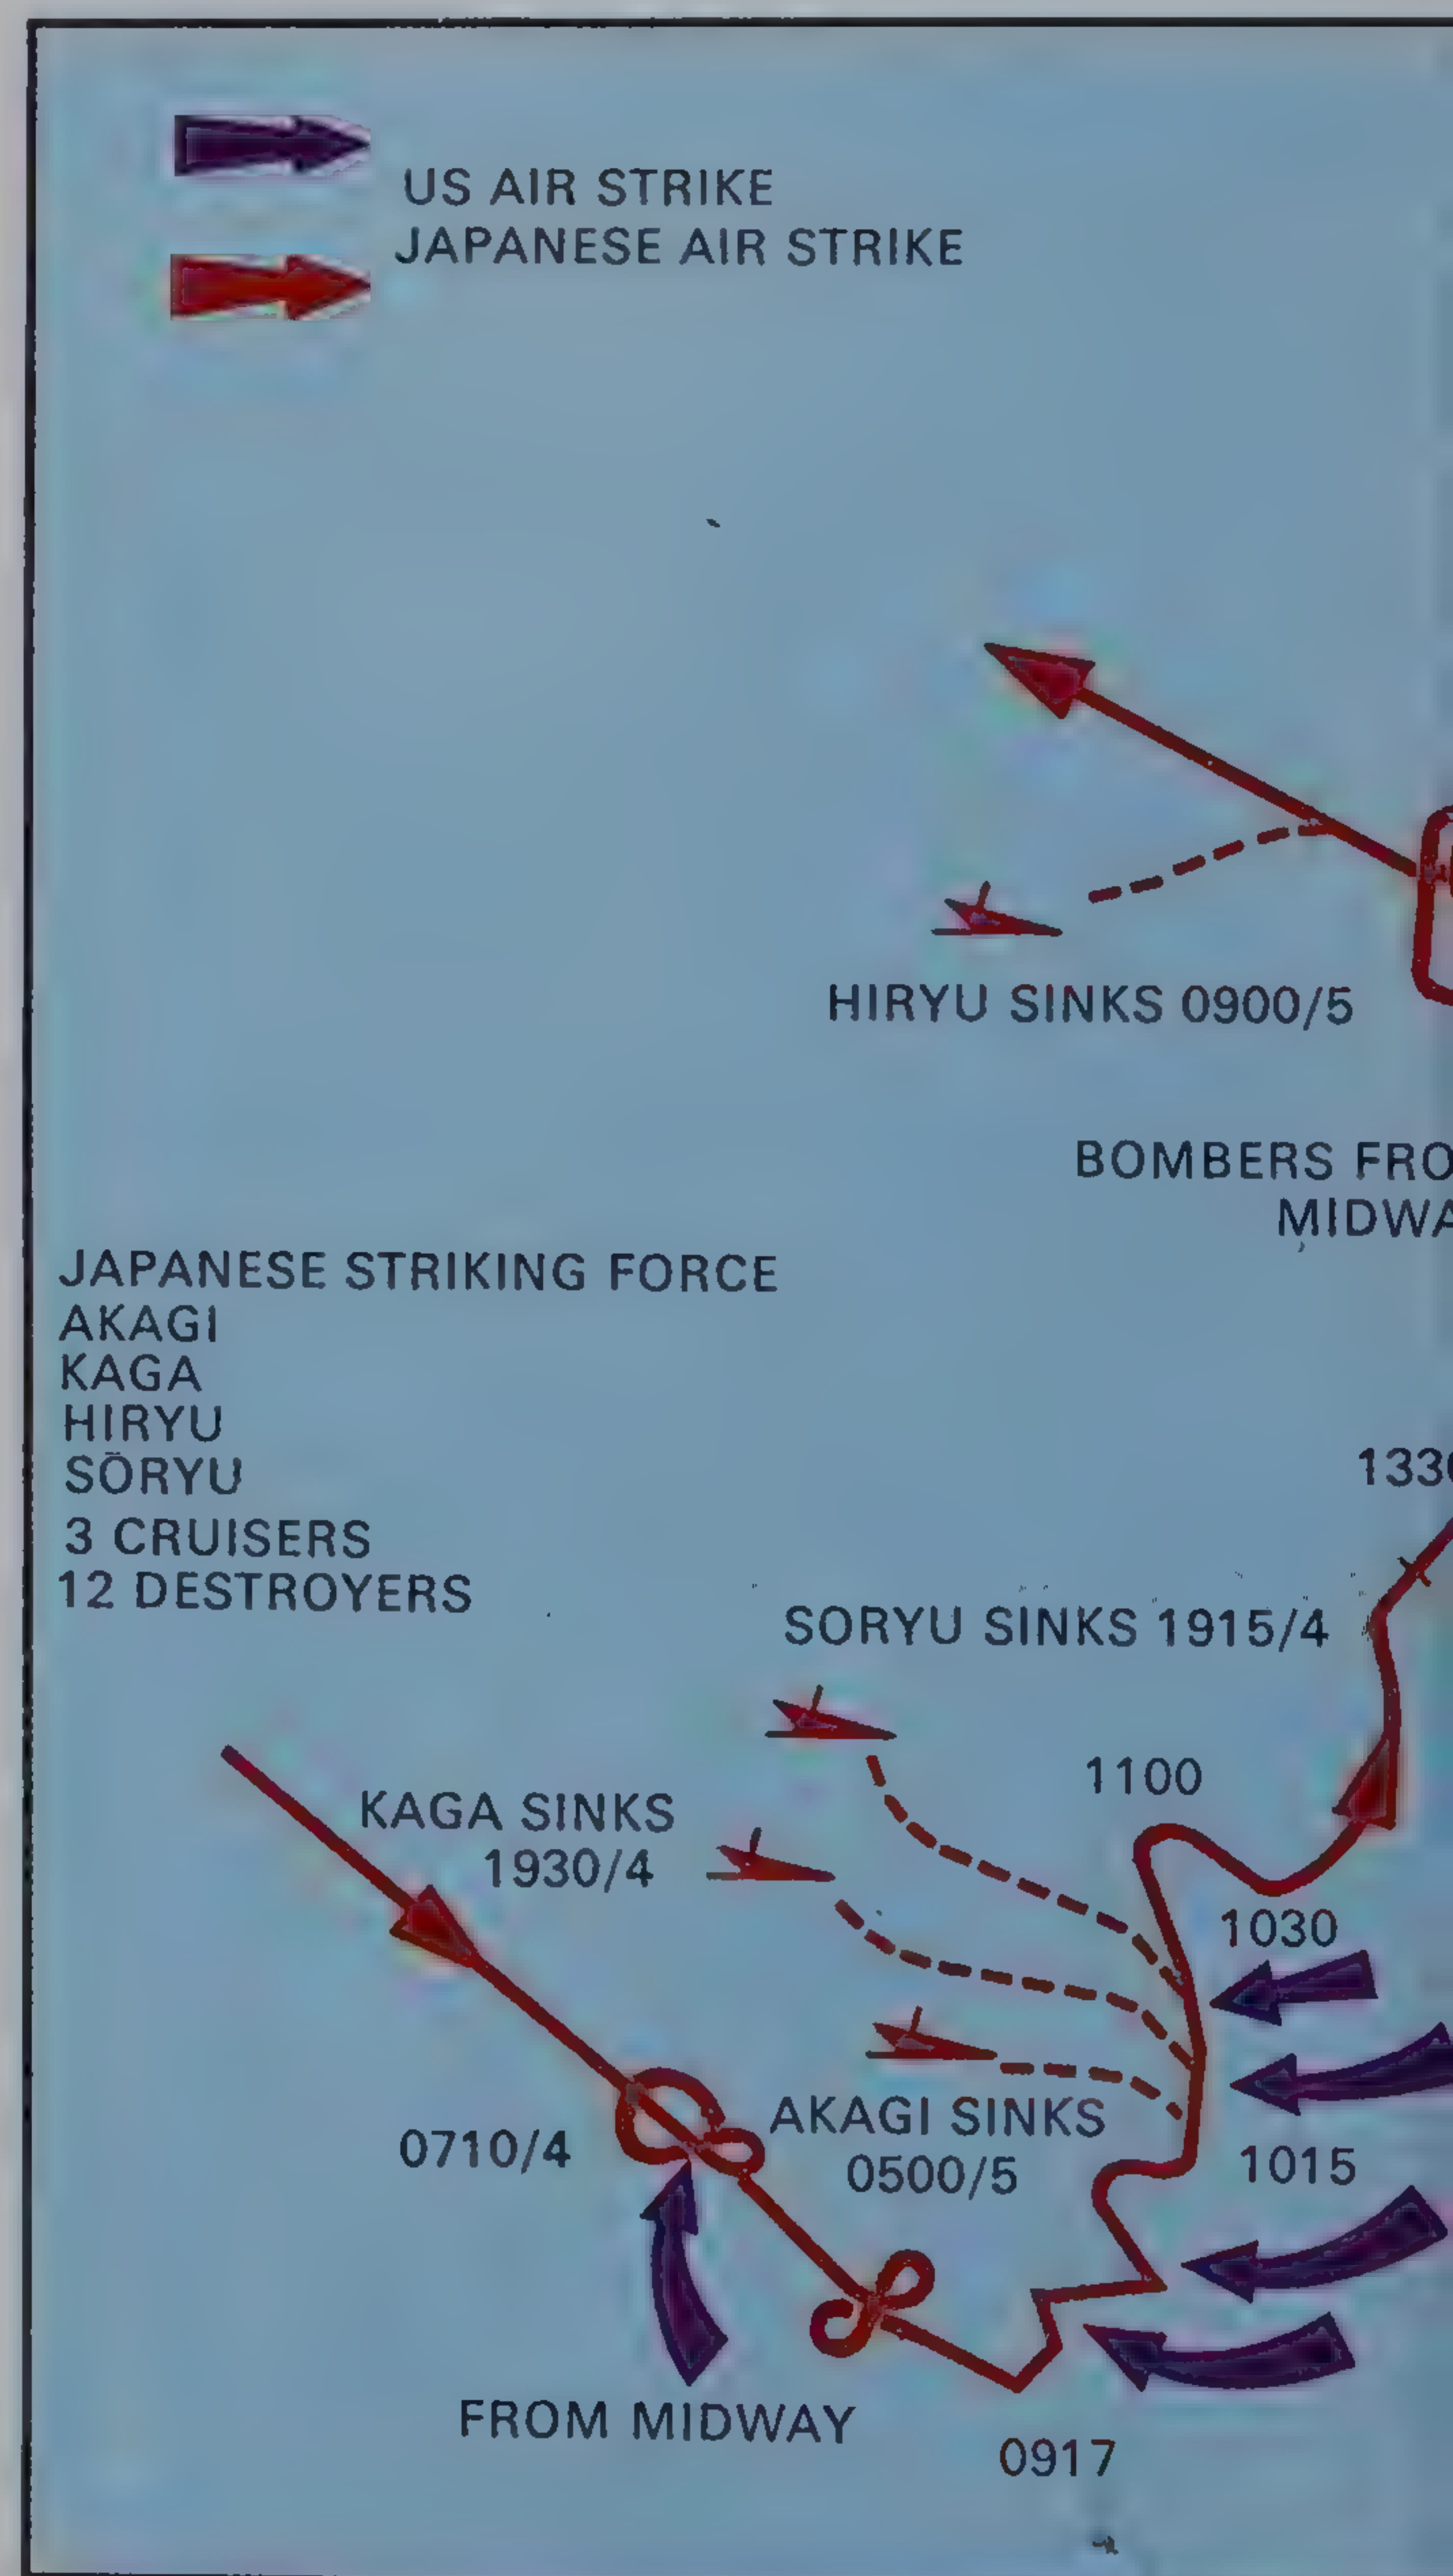 US AIR STRIKE
JAPANESE AIR STRIKE
HIRYU SINKS 0900/5
BOMBERS FRO
MIDWA
JAPANESE STRIKING FORCE
AKAGI
KAGA
HIRYU
SŌRYU
3 CRUISERS
12 DESTROYERS
1330
SORYU SINKS 1915/4
1100
KAGA SINKS
1930/4
1030
AKAGI SINKS
0500/5
0710/4
1015
FROM MIDWAY
0917